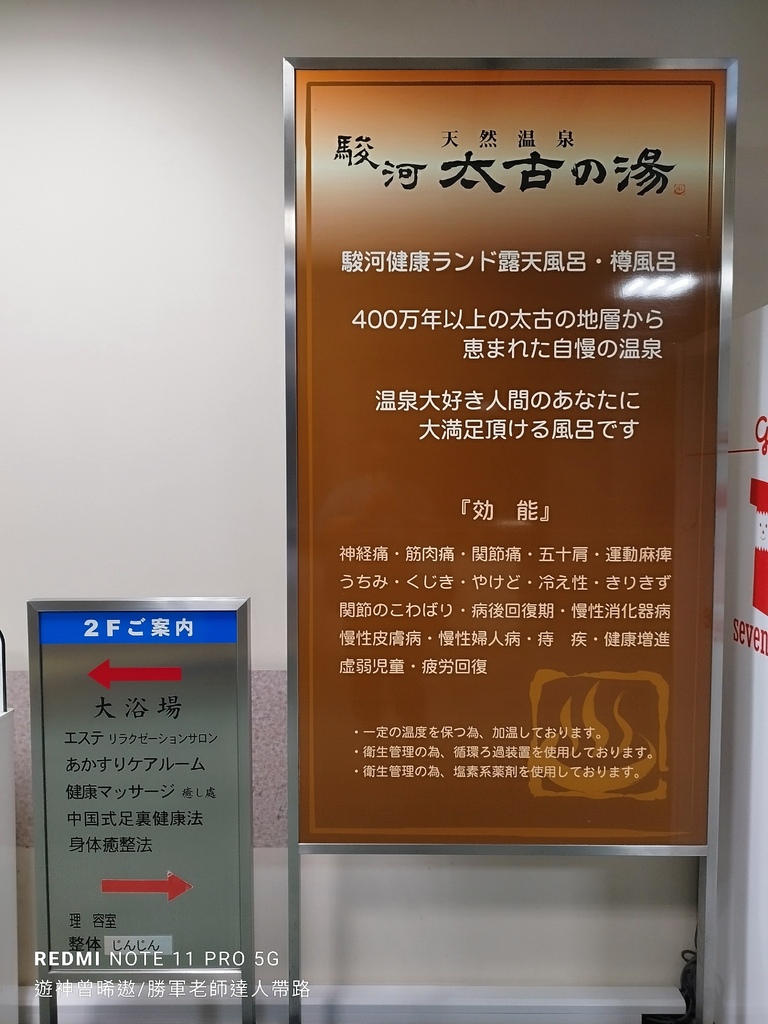 天然温泉
駿河 太古の湯
駿河健康ランド露天風呂・樽風呂
400万年以上の太古の地層から
恵まれた自慢の温泉
温泉大好き人間のあなたに
大満足頂ける風呂です
『効 能』
神経痛・筋肉痛・関節痛・五十肩・運動麻痺
うちみ・くじき・やけど・冷え性・きりきず
関節のこわばり・病後回復期・慢性消化器病
慢性皮膚病・慢性婦人病・痔 疾・健康増進
虚弱児童・疲労回復
・一定の温度を保つ為、加温しております。
・衛生管理の為、循環ろ過装置を使用しております。
・衛生管理の為、塩素系薬剤を使用しております。
2Fご案内
大浴場
エステ リラクゼーションサロン
あかすりケアルーム
健康マッサージ 癒し處
中国式足裏健康法
身体癒整法
理 容室
整体 じんじん
seven
REDMI NOTE 11 PRO 5G
遊神曾晞遨/勝軍老師達人帶路